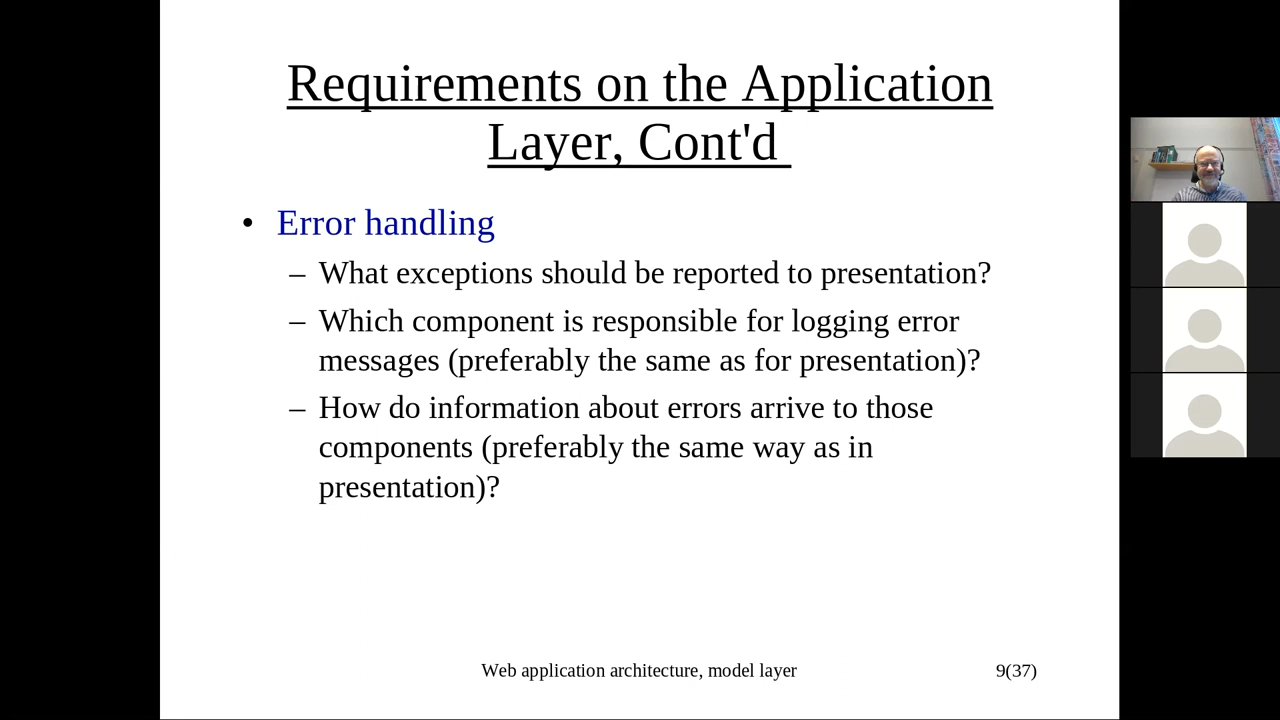 Requirements on the Application
Layer, Cont'd
• Error handling
– What exceptions should be reported to presentation?
– Which component is responsible for logging error
messages (preferably the same as for presentation)?
– How do information about errors arrive to those
components (preferably the same way as in
presentation)?
Web application architecture, model layer
9(37)